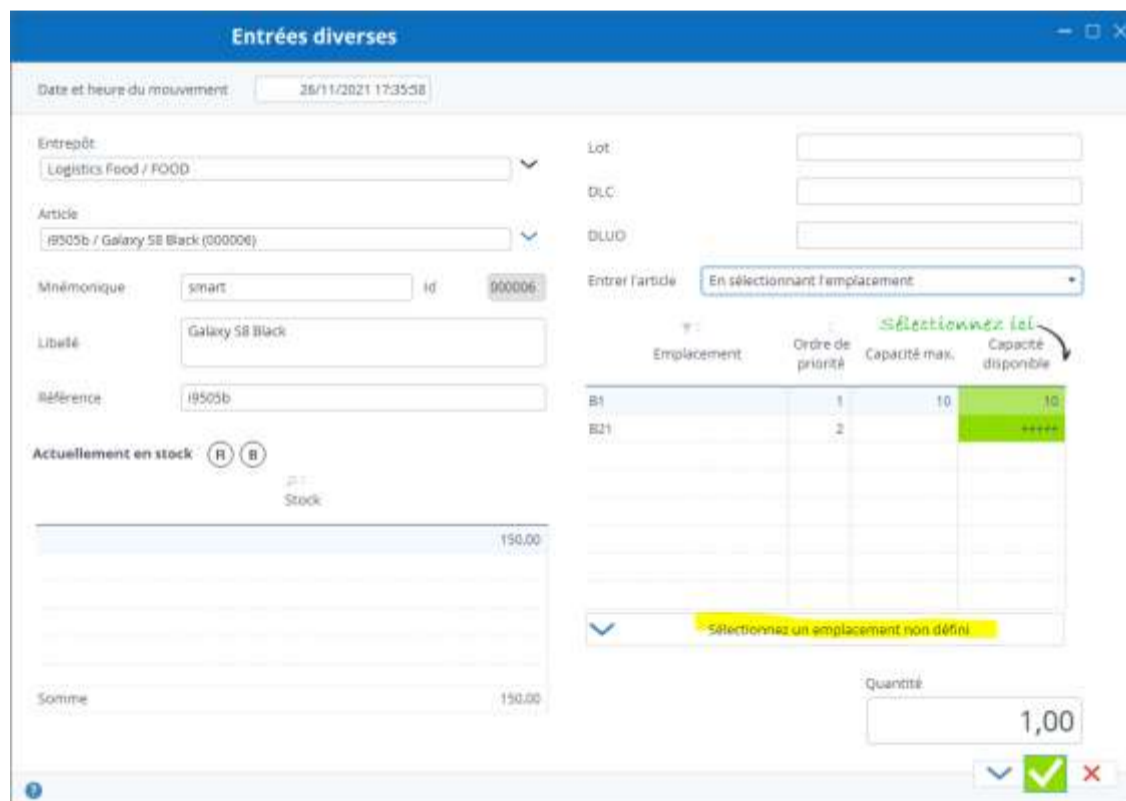 Entrées diverses
Date et heure du mouvement 26/11/2021 17:35:58
Entrepôt
Logistics Food / FOOD
Article
i9505b / Galaxy S8 Black (000006)
Mnémonique smart id 000006
Libellé Galaxy S8 Black
Référence i9505b
Actuellement en stock R B
Stock
150.00
Somme 150.00
Lot
DLC
DLUO
Entrer l'article En sélectionnant l'emplacement
Sélectionnez ici
Emplacement Ordre de priorité Capacité max. Capacité disponible
B1 1 10 10
B21 2 +++++
Sélectionnez un emplacement non défini
Quantité
1,00